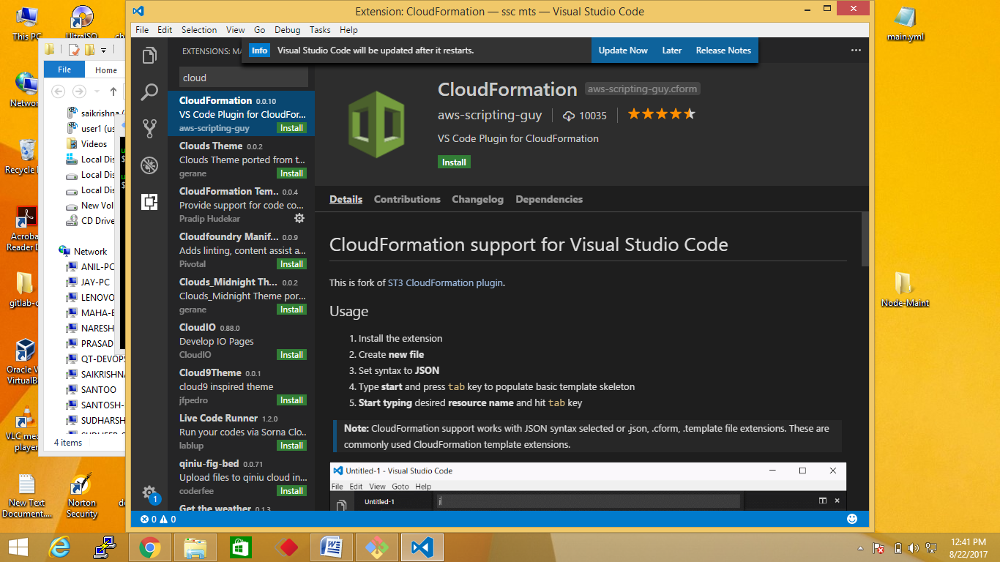 Extension: CloudFormation — ssc mts — Visual Studio Code
File Edit Selection View Go Debug Tasks Help
Info Visual Studio Code will be updated after it restarts. Update Now Later Release Notes
EXTENSIONS:
cloud
CloudFormation 0.0.10
VS Code Plugin for CloudFor...
aws-scripting-guy Install
Clouds Theme 0.0.2
Clouds Theme ported from t...
gerane Install
CloudFormation Tem... 0.0.4
Provide support for code co...
Pradip Hudekar
Cloudfoundry Manif... 0.0.9
Adds linting, content assist a...
Pivotal Install
Clouds_Midnight Th... 0.0.2
Clouds_Midnight Theme por...
gerane Install
CloudIO 0.88.0
Develop IO Pages
CloudIO Install
Cloud9Theme 0.0.1
cloud9 inspired theme
jfpedro Install
Live Code Runner 1.2.0
Run your codes via Sorna Clo...
lablup Install
qiniu-fig-bed 0.0.71
Upload files to qiniu cloud in...
coderfee Install
Get the weather 0.1.3
CloudFormation aws-scripting-guy.cform
aws-scripting-guy 10035
VS Code Plugin for CloudFormation
Install
Details Contributions Changelog Dependencies
CloudFormation support for Visual Studio Code
This is fork of ST3 CloudFormation plugin.
Usage
1. Install the extension
2. Create new file
3. Set syntax to JSON
4. Type start and press tab key to populate basic template skeleton
5. Start typing desired resource name and hit tab key
Note: CloudFormation support works with JSON syntax selected or .json, .cform, .template file extensions. These are
commonly used CloudFormation template extensions.
Untitled-1 - Visual Studio Code
File Edit View Goto Help
Untitled-1
1
0 0
This PC
UltraISO
Network
Recycle
Acroba
Reader D
gitlab-c
Oracle V
VirtualB
VLC med
player
New Text
Document....
Norton
Security
File Home
saikrishna (
user1 (us
Videos
Local Dis
Local Dis
Local Dis
New Vol
CD Drive
Network
ANIL-PC
JAY-PC
LENOVO
MAHA-E
NARESH
PRASAD
QT-DEVOPS
SAIKRISHNA
SANTOO
SANTOSH-
SUDHARSH
4 items
main.yml
Node-Maint
12:41 PM
8/22/2017